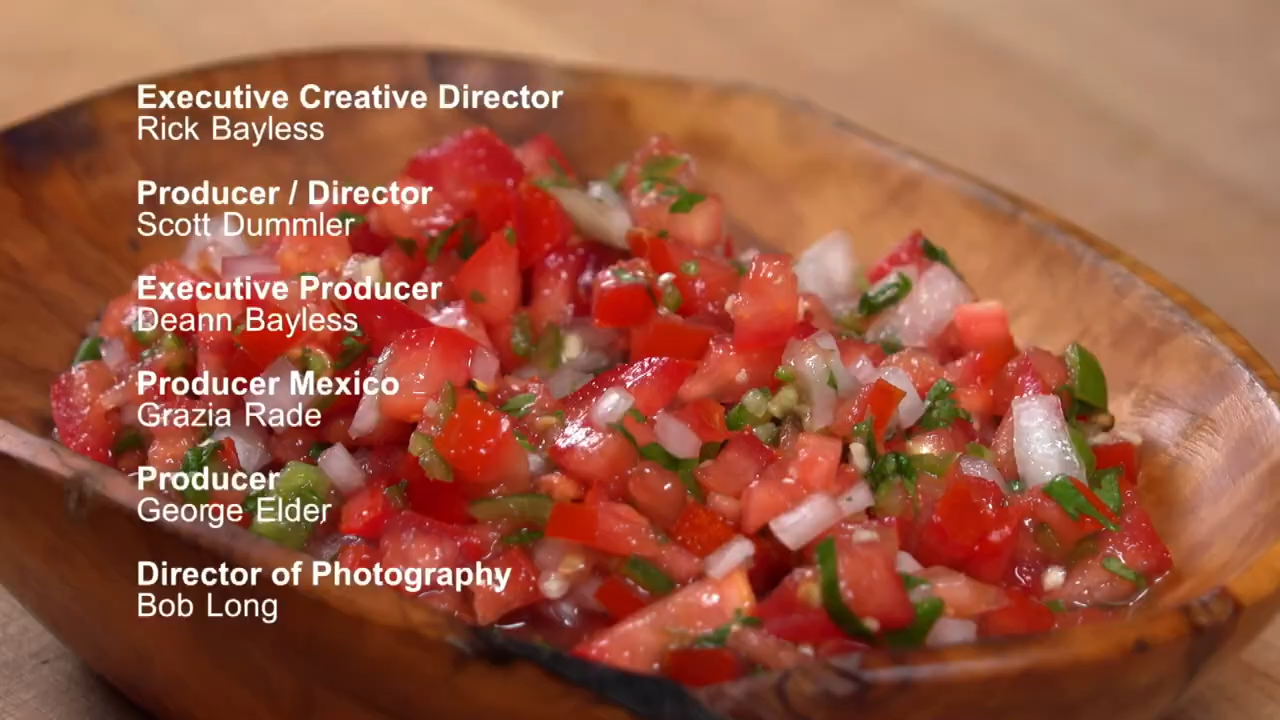 Executive Creative Director
Rick Bayless
Producer / Director
Scott Dummler
Executive Producer
Deann Bayless
Producer Mexico
Grazia Rade
Producer
George Elder
Director of Photography
Bob Long